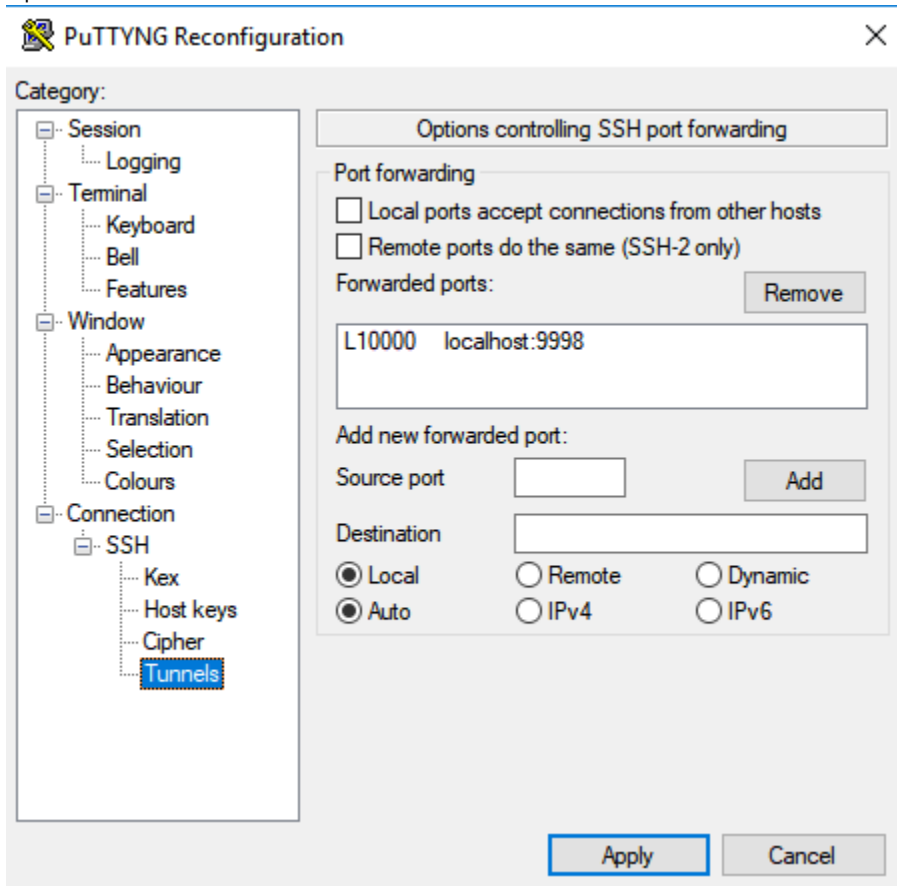 PuTTYNG Reconfiguration
Category:
Session
Logging
Terminal
Keyboard
Bell
Features
Window
Appearance
Behaviour
Translation
Selection
Colours
Connection
SSH
Kex
Host keys
Cipher
Tunnels
Options controlling SSH port forwarding
Port forwarding
Local ports accept connections from other hosts
Remote ports do the same (SSH-2 only)
Forwarded ports:
Remove
L10000 localhost:9998
Add new forwarded port:
Source port
Add
Destination
Local Remote Dynamic
Auto IPv4 IPv6
Apply Cancel